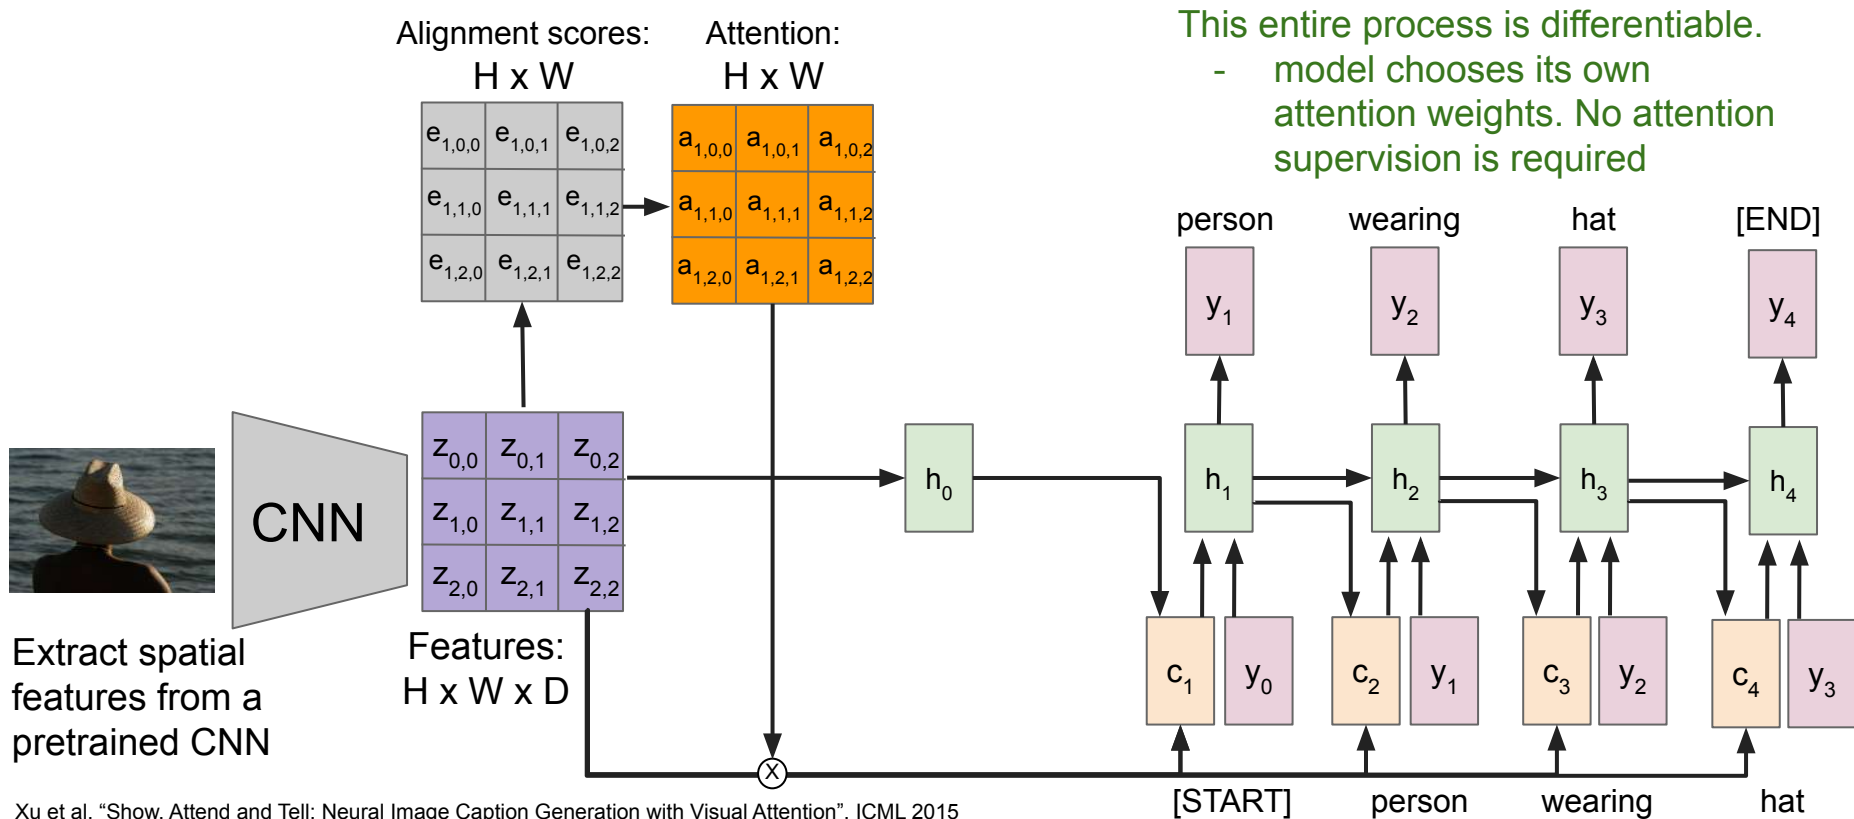 Alignment scores:
H x W
Attention:
H x W
This entire process is differentiable.
- model chooses its own
attention weights. No attention
supervision is required
e1,0,0 e1,0,1 e1,0,2
e1,1,0 e1,1,1 e1,1,2
e1,2,0 e1,2,1 e1,2,2
a1,0,0 a1,0,1 a1,0,2
a1,1,0 a1,1,1 a1,1,2
a1,2,0 a1,2,1 a1,2,2
person wearing hat [END]
y1 y2 y3 y4
CNN
z0,0 z0,1 z0,2
z1,0 z1,1 z1,2
z2,0 z2,1 z2,2
h0 h1 h2 h3 h4
Extract spatial
features from a
pretrained CNN
Features:
H x W x D
c1 y0 c2 y1 c3 y2 c4 y3
X
[START] person wearing hat
Xu et al, “Show, Attend and Tell: Neural Image Caption Generation with Visual Attention”, ICML 2015